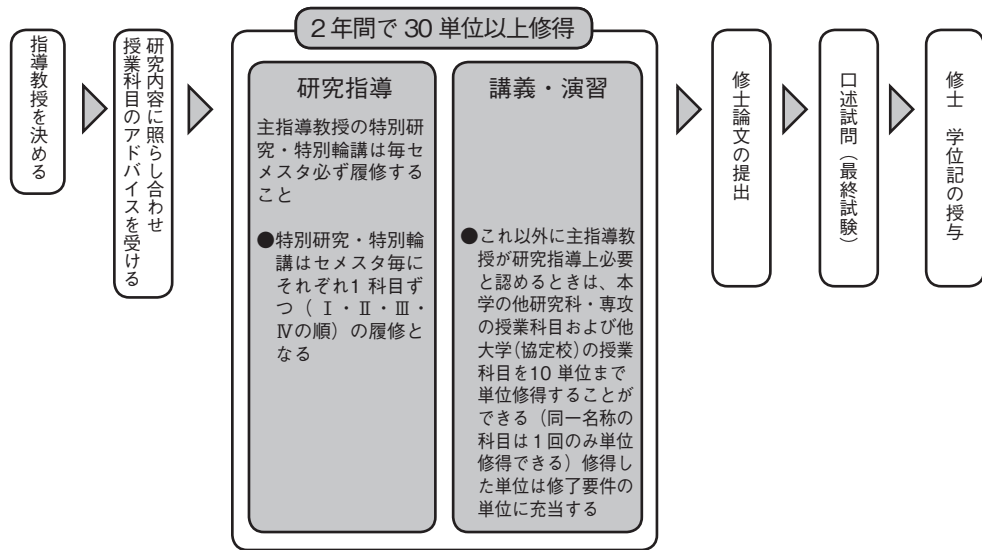 指導教授を決める
研究内容に照らし合わせ
授業科目のアドバイスを受ける
2年間で30単位以上修得
研究指導
主指導教授の特別研
究・特別輪講は毎セ
メスタ必ず履修する
こと
●特別研究・特別輪
講はセメスタ毎に
それぞれ1 科目ず
つ（Ⅰ・Ⅱ・Ⅲ・
Ⅳの順）の履修と
なる
講義・演習
●これ以外に主指導教
授が研究指導上必要
と認めるときは、本
学の他研究科・専攻
の授業科目および他
大学（協定校）の授業
科目を10 単位まで
単位修得することが
できる（同一名称の
科目は1回のみ単位
修得できる）修得し
た単位は修了要件の
単位に充当する
修士論文の提出
口述試問（最終試験）
修士　学位記の授与